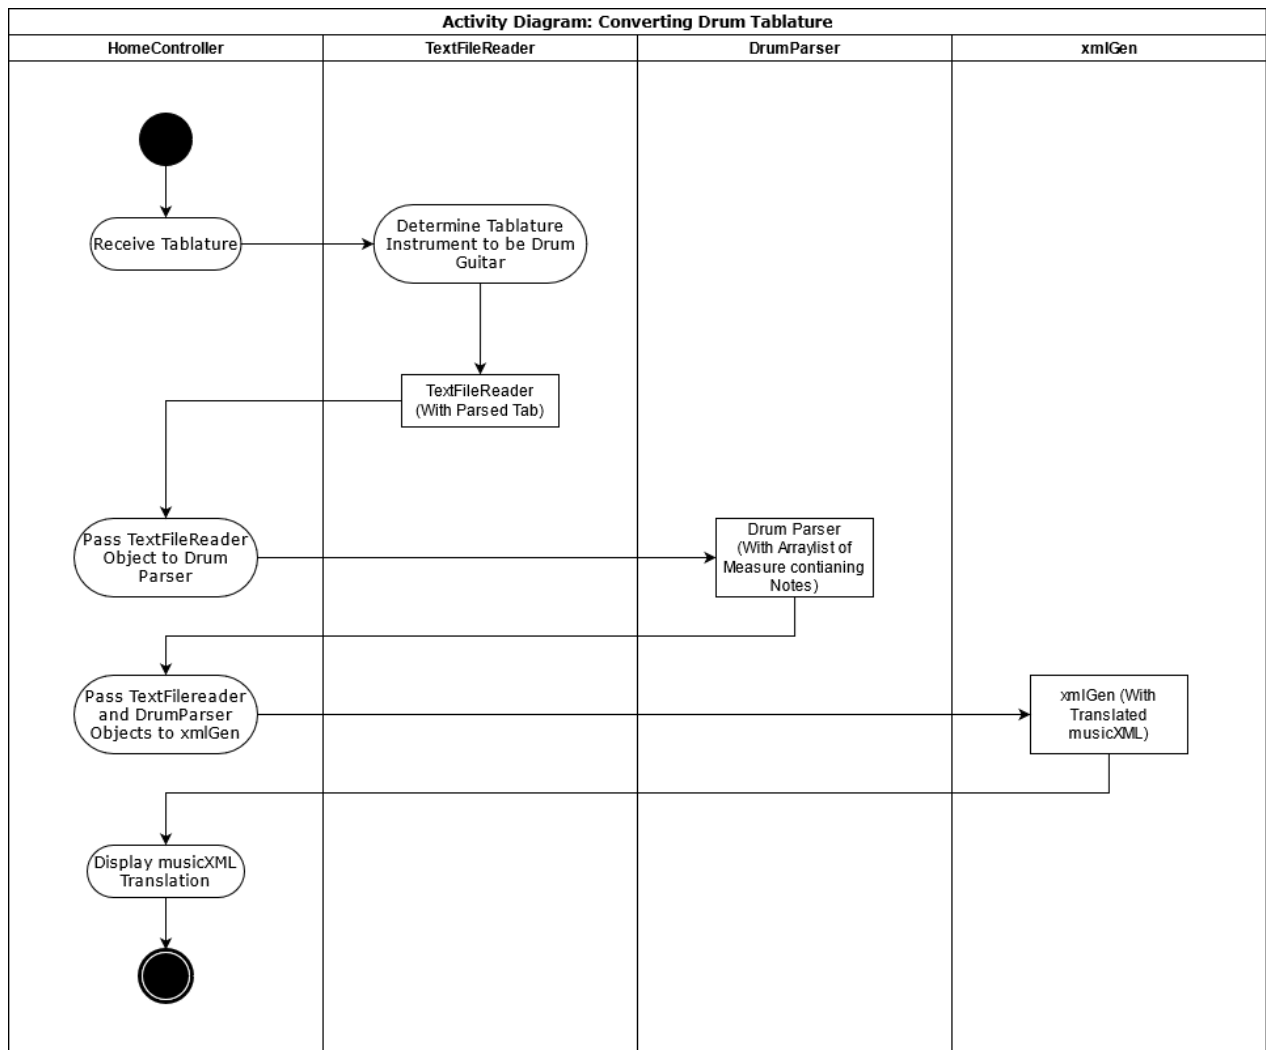 Activity Diagram: Converting Drum Tablature
HomeController
TextFileReader
DrumParser
xmlGen
Receive Tablature
Determine Tablature
Instrument to be Drum
Guitar
TextFileReader
(With Parsed Tab)
Pass TextFileReader
Object to Drum
Parser
Drum Parser
(With Arraylist of
Measure contianing
Notes)
Pass TextFilereader
and DrumParser
Objects to xmlGen
xmlGen (With
Translated
musicXML)
Display musicXML
Translation